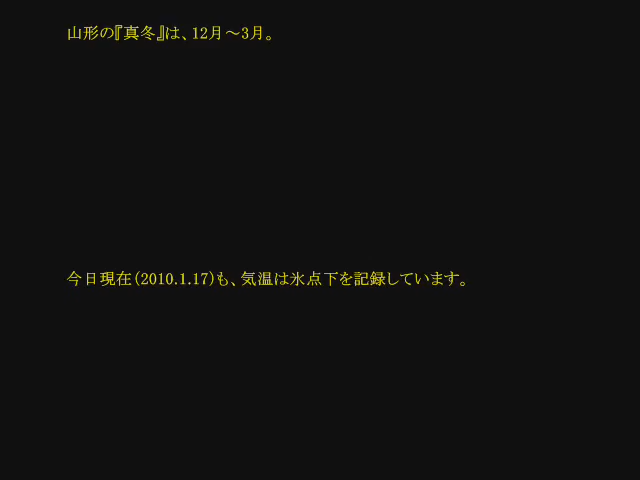 山形の『真冬』は、12月～3月。
今日現在(2010.1.17)も、気温は氷点下を記録しています。